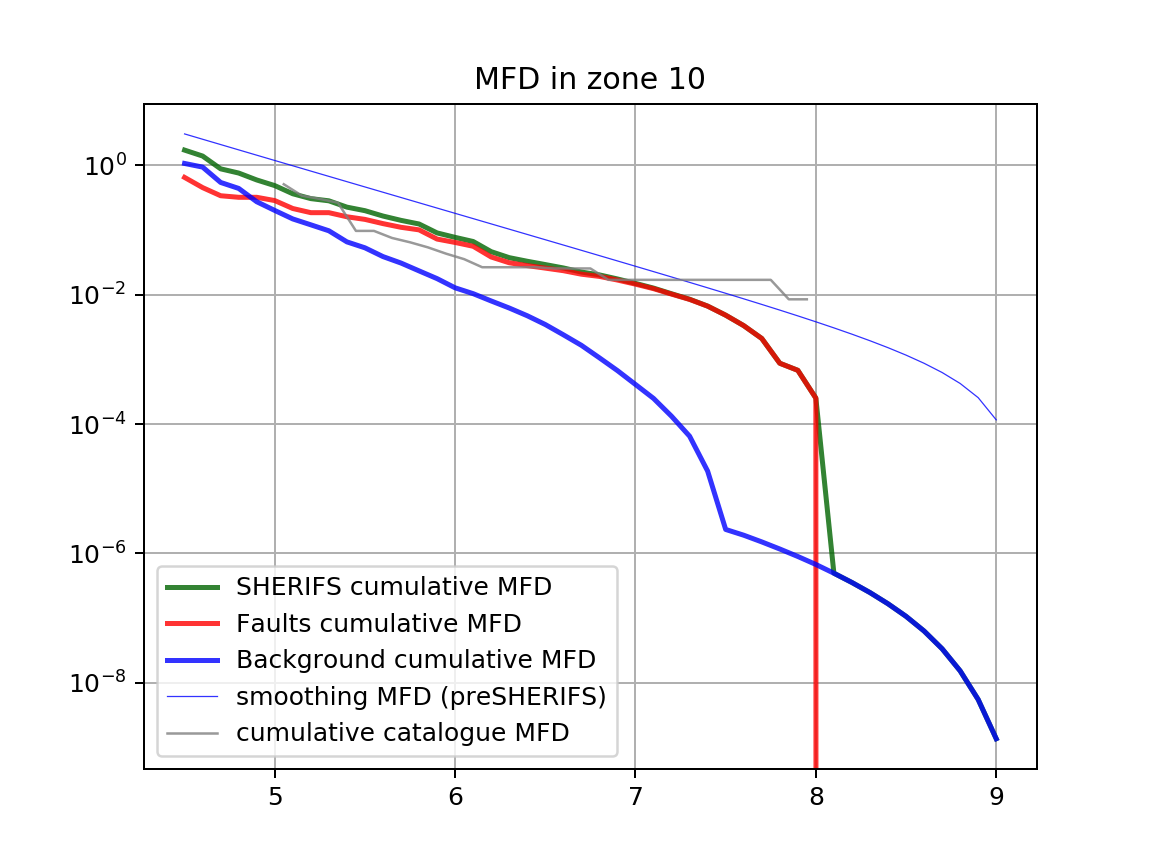 MFD in zone 10
10^0
10^−2
10^−4
10^−6
10^−8
SHERIFS cumulative MFD
Faults cumulative MFD
Background cumulative MFD
smoothing MFD (preSHERIFS)
cumulative catalogue MFD
5 6 7 8 9